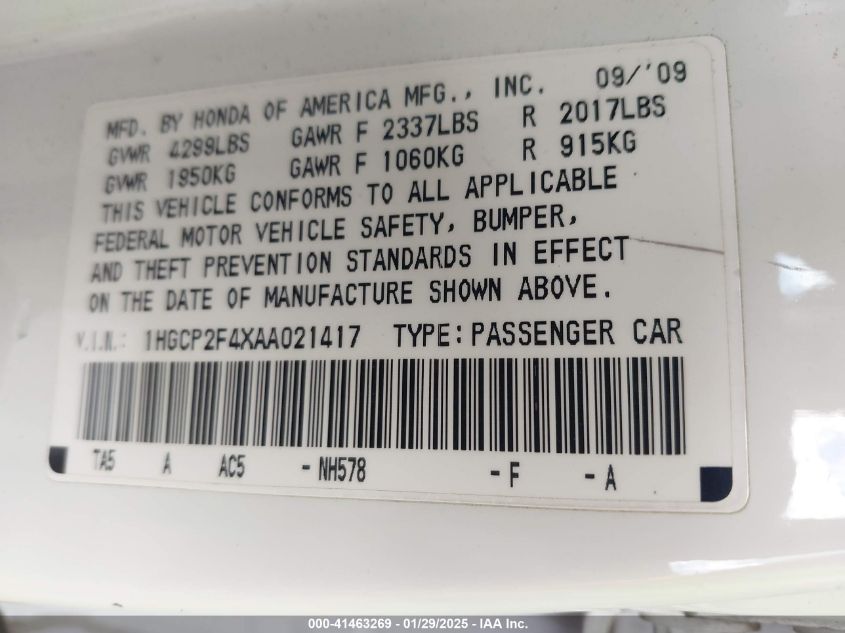 MFD. BY HONDA OF AMERICA MFG., INC. 09/'09
GVWR 4299LBS GAWR F 2337LBS R 2017LBS
GVWR 1950KG GAWR F 1060KG R 915KG
THIS VEHICLE CONFORMS TO ALL APPLICABLE
FEDERAL MOTOR VEHICLE SAFETY, BUMPER,
AND THEFT PREVENTION STANDARDS IN EFFECT
ON THE DATE OF MANUFACTURE SHOWN ABOVE.
V.I.N.: 1HGCP2F4XAA021417 TYPE: PASSENGER CAR
TA5 A AC5 - NH578 - F - A
000-41463269 | 01/29/2025 - IAA Inc.